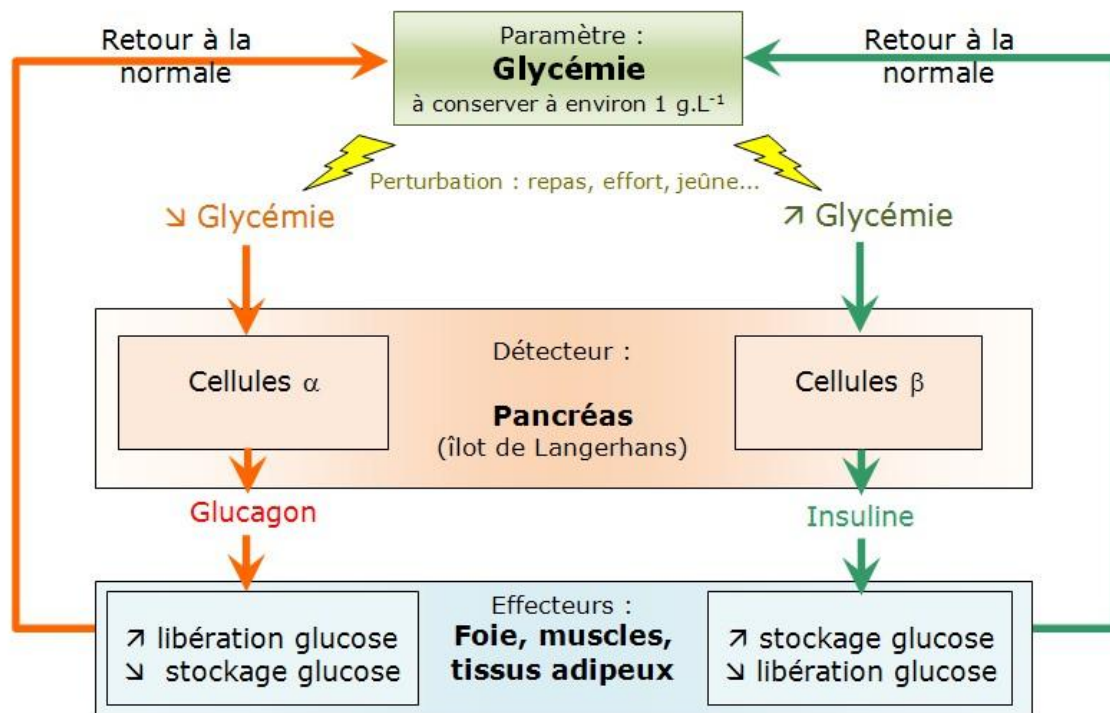 Retour à la
normale
Paramètre :
Glycémie
à conserver à environ 1 g.L⁻¹
Retour à la
normale
Perturbation : repas, effort, jeûne...
↘ Glycémie
↗ Glycémie
Cellules α
Détecteur :
Pancréas
(îlot de Langerhans)
Cellules β
Glucagon
Insuline
↗ libération glucose
↘ stockage glucose
Effecteurs :
Foie, muscles,
tissus adipeux
↗ stockage glucose
↘ libération glucose